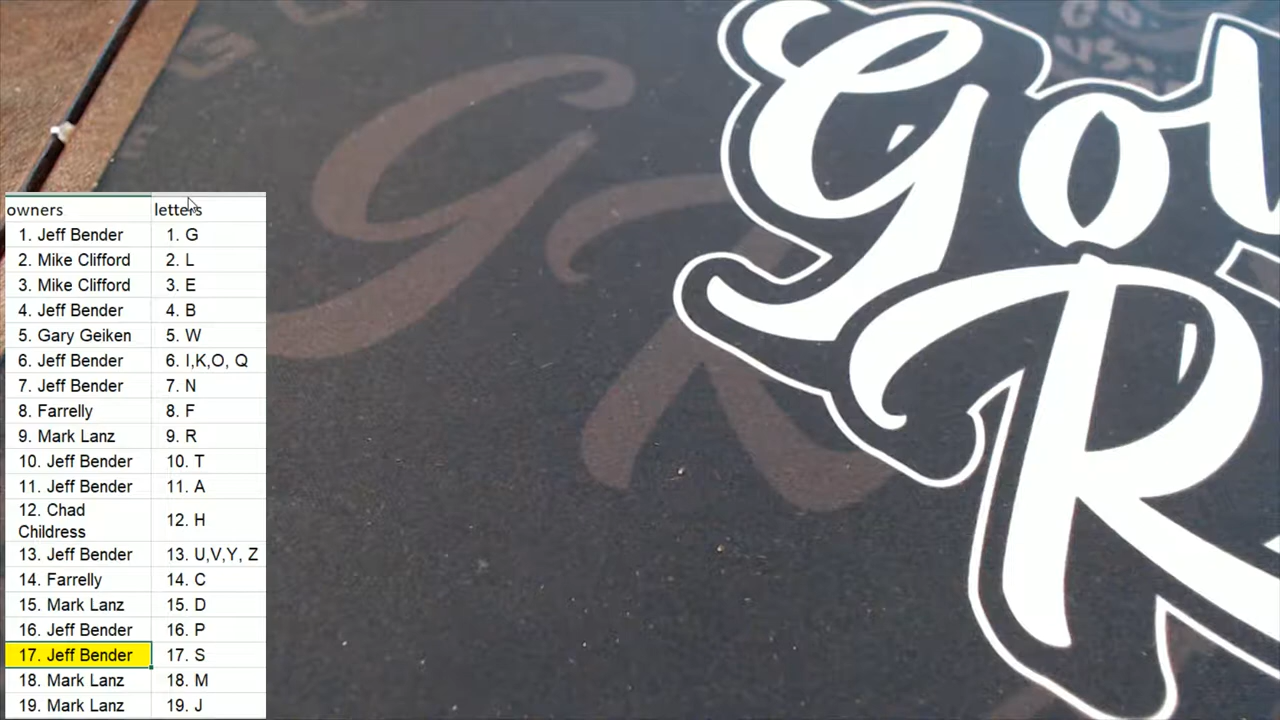 owners letters
1. Jeff Bender 1. G
2. Mike Clifford 2. L
3. Mike Clifford 3. E
4. Jeff Bender 4. B
5. Gary Geiken 5. W
6. Jeff Bender 6. I,K,O, Q
7. Jeff Bender 7. N
8. Farrelly 8. F
9. Mark Lanz 9. R
10. Jeff Bender 10. T
11. Jeff Bender 11. A
12. Chad
Childress 12. H
13. Jeff Bender 13. U,V,Y, Z
14. Farrelly 14. C
15. Mark Lanz 15. D
16. Jeff Bender 16. P
17. Jeff Bender 17. S
18. Mark Lanz 18. M
19. Mark Lanz 19. J
Go
R